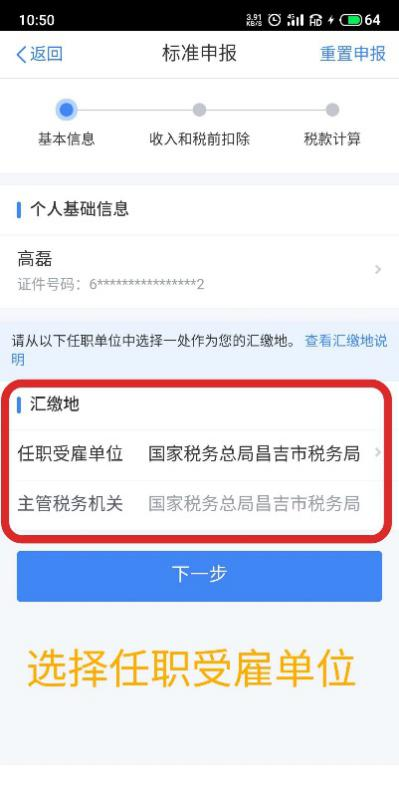 10:50 3.91 KB/S 4G HD 64
返回 标准申报 重置申报
基本信息 收入和税前扣除 税款计算
个人基础信息
高磊
证件号码：6****************2
请从以下任职单位中选择一处作为您的汇缴地。 查看汇缴地说
明
汇缴地
任职受雇单位 国家税务总局昌吉市税务局
主管税务机关 国家税务总局昌吉市税务局
下一步
选择任职受雇单位